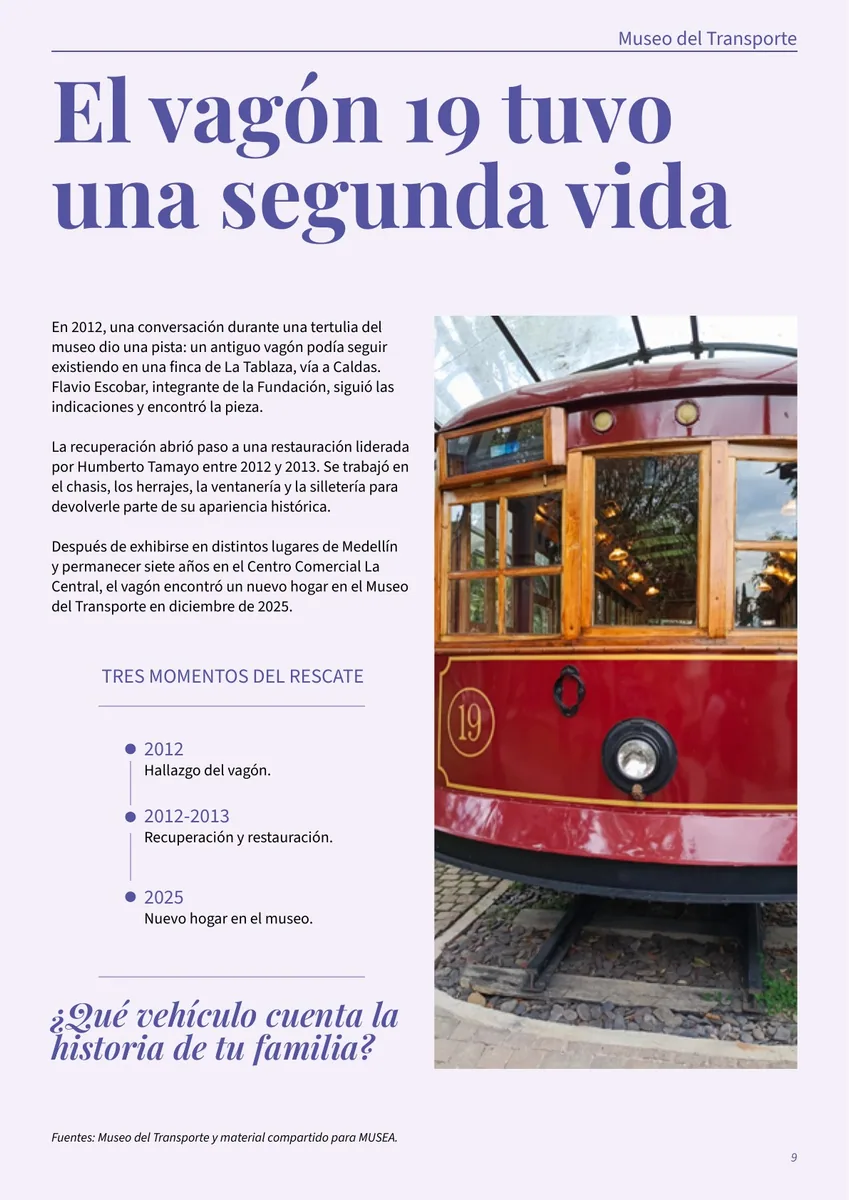 Museo del Transporte
El vagón 19 tuvo
una segunda vida
En 2012, una conversación durante una tertulia del
museo dio una pista: un antiguo vagón podía seguir
existiendo en una finca de La Tablaza, vía a Caldas.
Flavio Escobar, integrante de la Fundación, siguió las
indicaciones y encontró la pieza.
La recuperación abrió paso a una restauración liderada
por Humberto Tamayo entre 2012 y 2013. Se trabajó en
el chasis, los herrajes, la ventanería y la silletería para
devolverle parte de su apariencia histórica.
Después de exhibirse en distintos lugares de Medellín
y permanecer siete años en el Centro Comercial La
Central, el vagón encontró un nuevo hogar en el Museo
del Transporte en diciembre de 2025.
TRES MOMENTOS DEL RESCATE
2012
Hallazgo del vagón.
2012-2013
Recuperación y restauración.
2025
Nuevo hogar en el museo.
¿Qué vehículo cuenta la
historia de tu familia?
19
Fuentes: Museo del Transporte y material compartido para MUSEA.
9